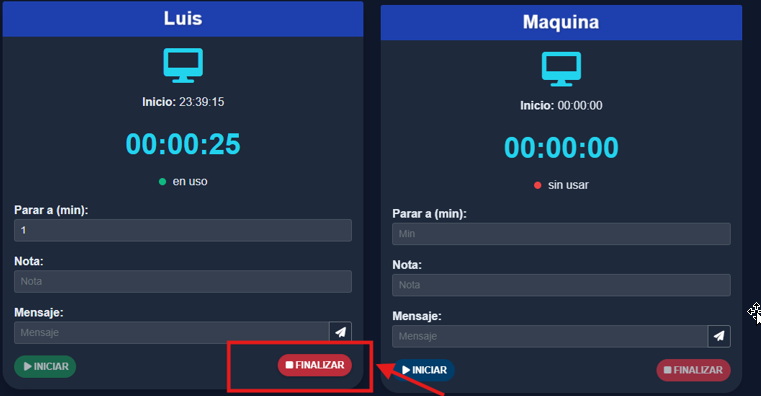 Luis
Inicio: 23:39:15
00:00:25
en uso
Parar a (min):
1
Nota:
Nota
Mensaje:
Mensaje
INICIAR
FINALIZAR
Maquina
Inicio: 00:00:00
00:00:00
sin usar
Parar a (min):
Min
Nota:
Nota
Mensaje:
Mensaje
INICIAR
FINALIZAR